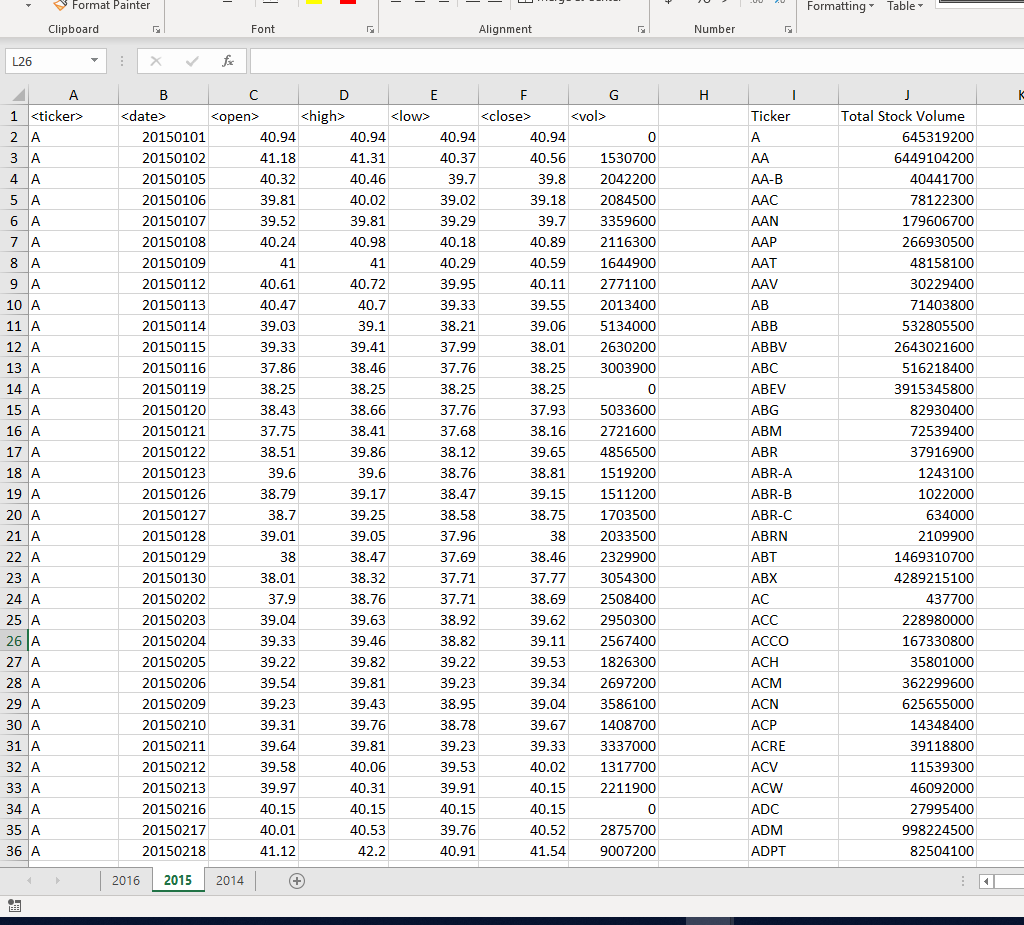 Format Painter Merge & Center Formatting Table
Clipboard Font Alignment Number
L26 fx
A B C D E F G H I J K
1 <ticker> <date> <open> <high> <low> <close> <vol> Ticker Total Stock Volume
2 A 20150101 40.94 40.94 40.94 40.94 0 A 645319200
3 A 20150102 41.18 41.31 40.37 40.56 1530700 AA 6449104200
4 A 20150105 40.32 40.46 39.7 39.8 2042200 AA-B 40441700
5 A 20150106 39.81 40.02 39.02 39.18 2084500 AAC 78122300
6 A 20150107 39.52 39.81 39.29 39.7 3359600 AAN 179606700
7 A 20150108 40.24 40.98 40.18 40.89 2116300 AAP 266930500
8 A 20150109 41 41 40.29 40.59 1644900 AAT 48158100
9 A 20150112 40.61 40.72 39.95 40.11 2771100 AAV 30229400
10 A 20150113 40.47 40.7 39.33 39.55 2013400 AB 71403800
11 A 20150114 39.03 39.1 38.21 39.06 5134000 ABB 532805500
12 A 20150115 39.33 39.41 37.99 38.01 2630200 ABBV 2643021600
13 A 20150116 37.86 38.46 37.76 38.25 3003900 ABC 516218400
14 A 20150119 38.25 38.25 38.25 38.25 0 ABEV 3915345800
15 A 20150120 38.43 38.66 37.76 37.93 5033600 ABG 82930400
16 A 20150121 37.75 38.41 37.68 38.16 2721600 ABM 72539400
17 A 20150122 38.51 39.86 38.12 39.65 4856500 ABR 37916900
18 A 20150123 39.6 39.6 38.76 38.81 1519200 ABR-A 1243100
19 A 20150126 38.79 39.17 38.47 39.15 1511200 ABR-B 1022000
20 A 20150127 38.7 39.25 38.58 38.75 1703500 ABR-C 634000
21 A 20150128 39.01 39.05 37.96 38 2033500 ABRN 2109900
22 A 20150129 38 38.47 37.69 38.46 2329900 ABT 1469310700
23 A 20150130 38.01 38.32 37.71 37.77 3054300 ABX 4289215100
24 A 20150202 37.9 38.76 37.71 38.69 2508400 AC 437700
25 A 20150203 39.04 39.63 38.92 39.62 2950300 ACC 228980000
26 A 20150204 39.33 39.46 38.82 39.11 2567400 ACCO 167330800
27 A 20150205 39.22 39.82 39.22 39.53 1826300 ACH 35801000
28 A 20150206 39.54 39.81 39.23 39.34 2697200 ACM 362299600
29 A 20150209 39.23 39.43 38.95 39.04 3586100 ACN 625655000
30 A 20150210 39.31 39.76 38.78 39.67 1408700 ACP 14348400
31 A 20150211 39.64 39.81 39.23 39.33 3337000 ACRE 39118800
32 A 20150212 39.58 40.06 39.53 40.02 1317700 ACV 11539300
33 A 20150213 39.97 40.31 39.91 40.15 2211900 ACW 46092000
34 A 20150216 40.15 40.15 40.15 40.15 0 ADC 27995400
35 A 20150217 40.01 40.53 39.76 40.52 2875700 ADM 998224500
36 A 20150218 41.12 42.2 40.91 41.54 9007200 ADPT 82504100
2016 2015 2014